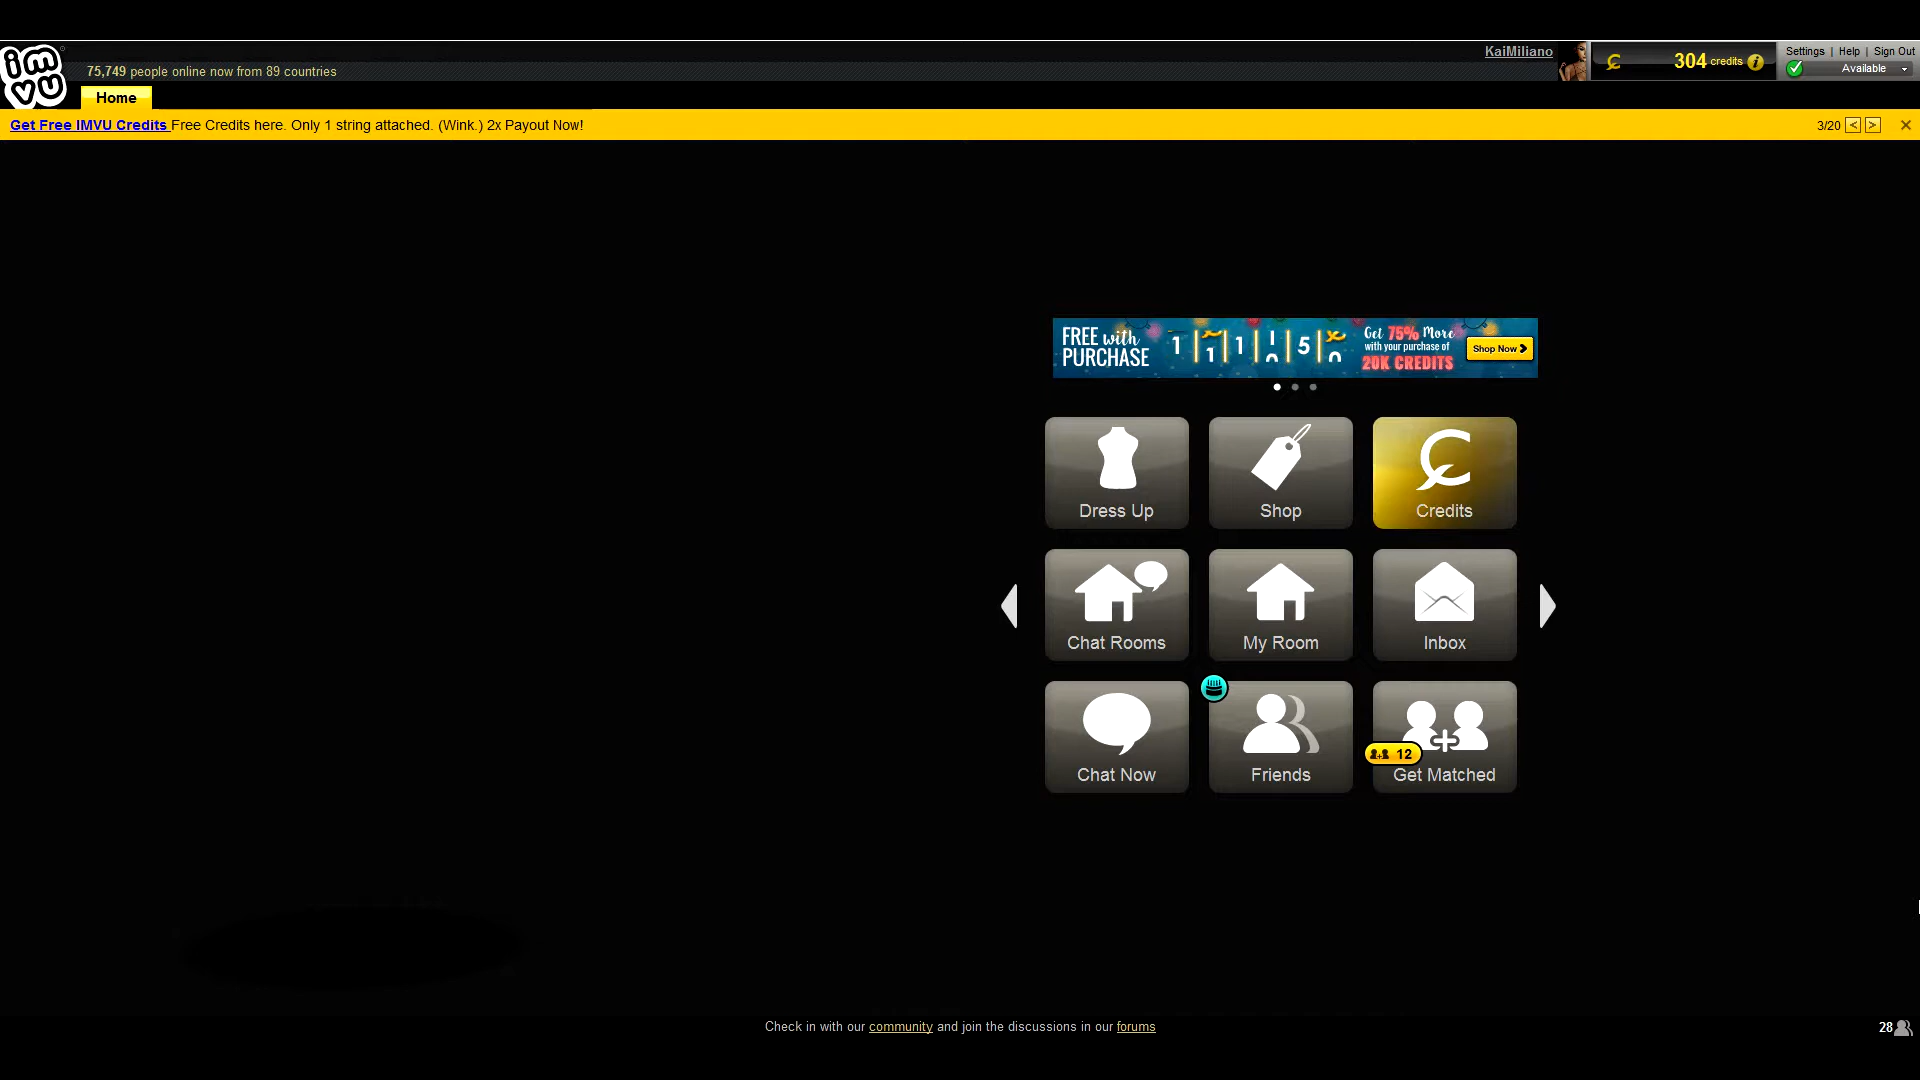 imvu
KaiMiliano
304 credits
Settings | Help | Sign Out
Available
75,749 people online now from 89 countries
Home
Get Free IMVU Credits Free Credits here. Only 1 string attached. (Wink.) 2x Payout Now!
3/20 < >
FREE with
PURCHASE
Get 75% More
with your purchase of
20K CREDITS
Shop Now
Dress Up
Shop
Credits
Chat Rooms
My Room
Inbox
Chat Now
Friends
12
Get Matched
Check in with our community and join the discussions in our forums
28